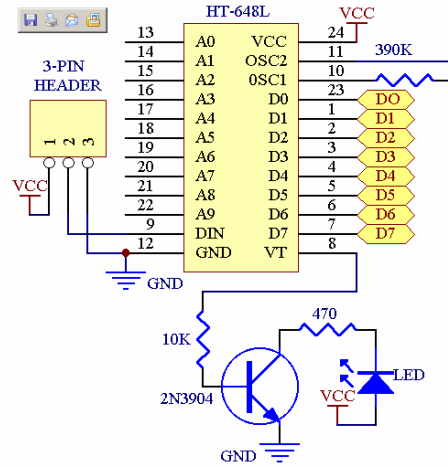 HT-648L
VCC
13 A0 VCC 24
14 A1 OSC2 11 390K
15 A2 0SC1 10
3-PIN
HEADER
16 A3 D0 23 DO
17 A4 D1 1 D1
18 A5 D2 2 D2
19 A6 D3 3 D3
20 A7 D4 4 D4
21 A8 D5 5 D5
22 A9 D6 6 D6
9 DIN D7 7 D7
12 GND VT 8
1 2 3
VCC
GND
10K
470
2N3904
LED
VCC
GND